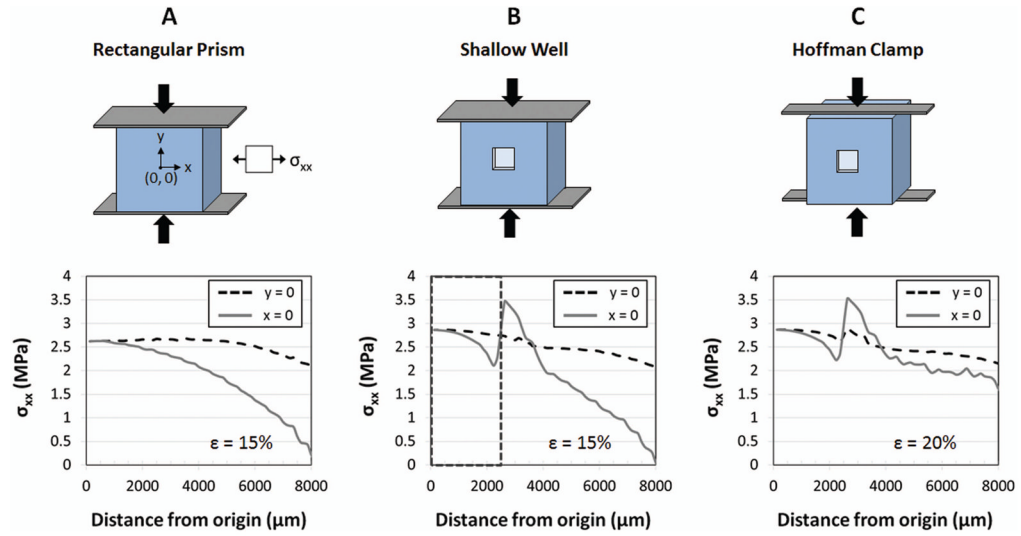 A
Rectangular Prism
y
x
(0, 0)
σxx
4
3.5
3
2.5
2
1.5
1
0.5
0
σxx (MPa)
y = 0
x = 0
ε = 15%
0 2000 4000 6000 8000
Distance from origin (µm)
B
Shallow Well
4
3.5
3
2.5
2
1.5
1
0.5
0
σxx (MPa)
y = 0
x = 0
ε = 15%
0 2000 4000 6000 8000
Distance from origin (µm)
C
Hoffman Clamp
4
3.5
3
2.5
2
1.5
1
0.5
0
σxx (MPa)
y = 0
x = 0
ε = 20%
0 2000 4000 6000 8000
Distance from origin (µm)